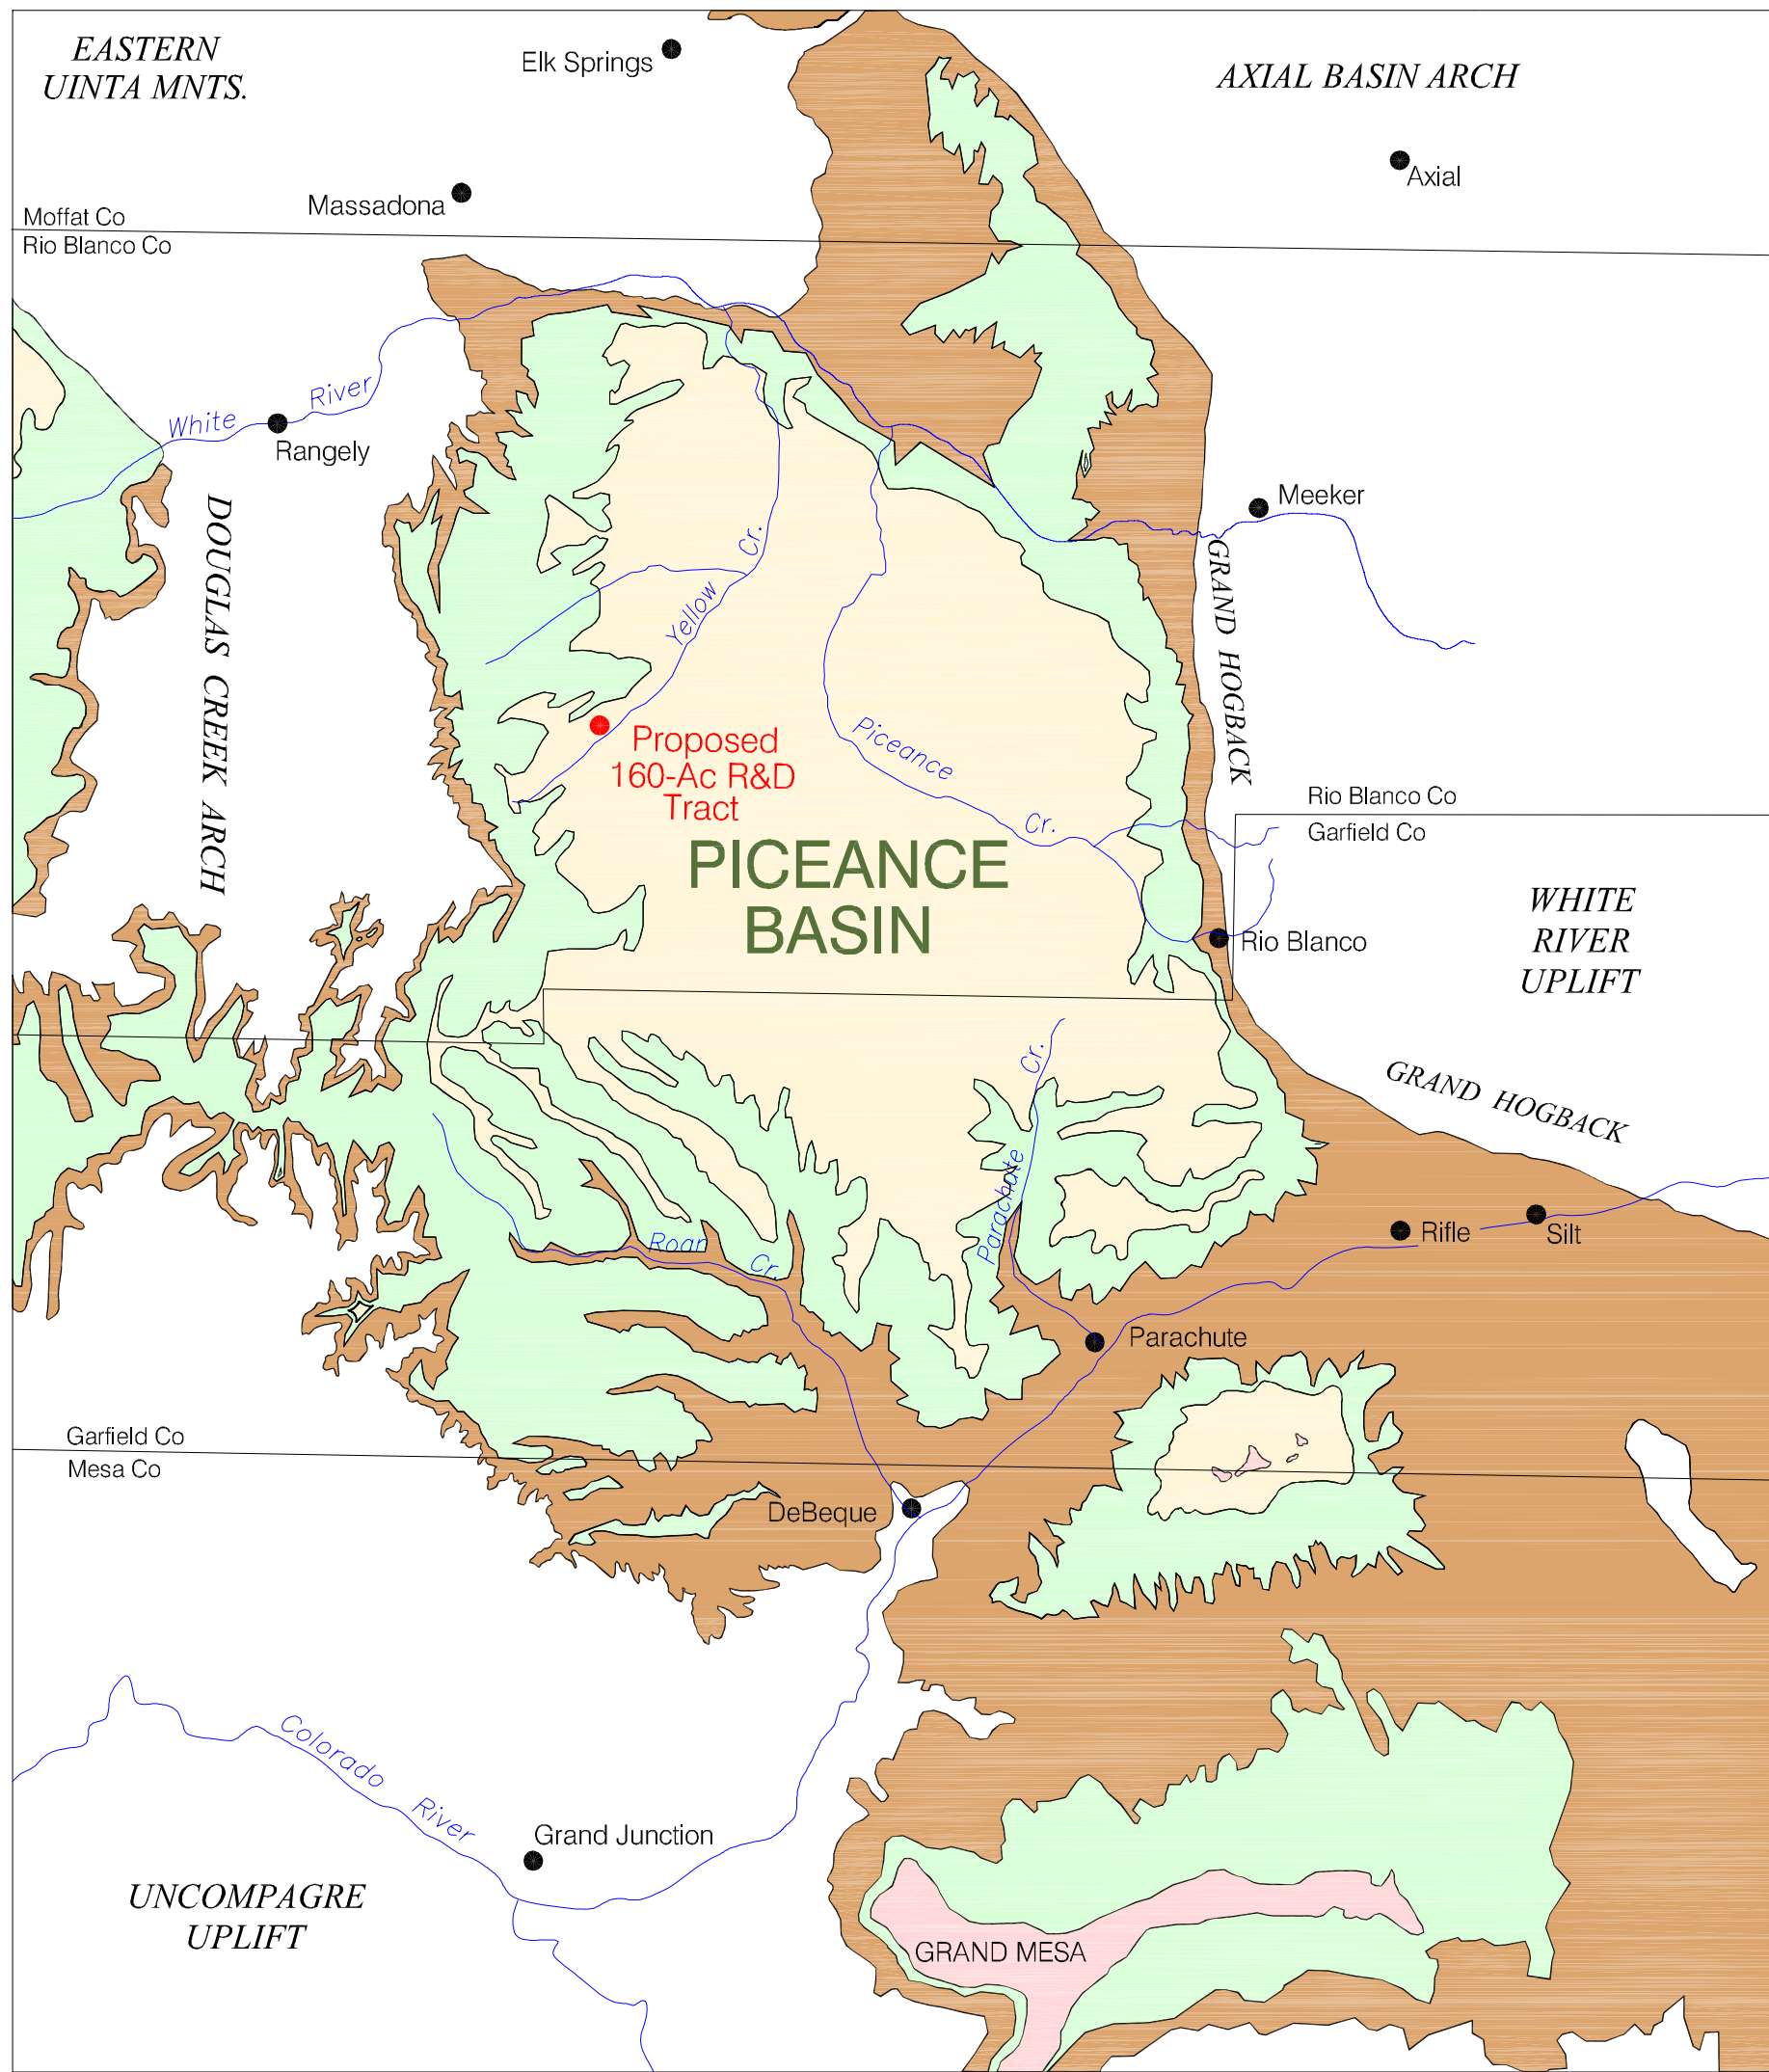 EASTERN
UINTA MNTS.
Elk Springs
AXIAL BASIN ARCH
Axial
Massadona
Moffat Co
Rio Blanco Co
White River
Rangely
Meeker
DOUGLAS CREEK ARCH
GRAND HOGBACK
Yellow Cr.
Piceance Cr.
Proposed
160-Ac R&D
Tract
PICEANCE
BASIN
Rio Blanco Co
Garfield Co
Rio Blanco
WHITE
RIVER
UPLIFT
GRAND HOGBACK
Parachute Cr.
Roan Cr.
Rifle
Silt
Parachute
Garfield Co
Mesa Co
DeBeque
Colorado River
Grand Junction
UNCOMPAGRE
UPLIFT
GRAND MESA